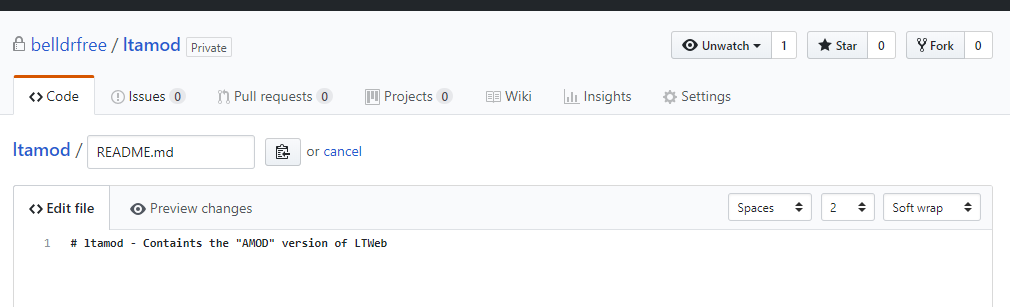 belldrfree / ltamod Private Unwatch 1 Star 0 Fork 0
Code Issues 0 Pull requests 0 Projects 0 Wiki Insights Settings
ltamod / README.md or cancel
Edit file Preview changes Spaces 2 Soft wrap
1 # ltamod - Containts the "AMOD" version of LTWeb